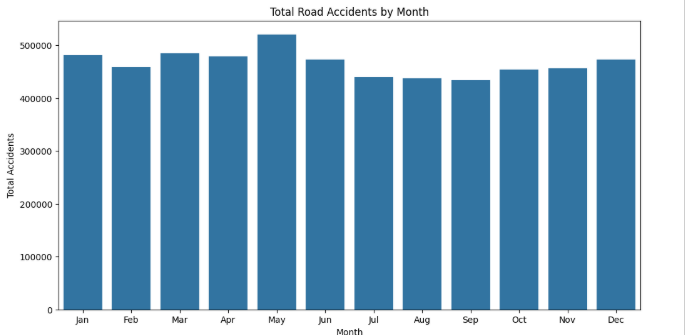 Total Road Accidents by Month
Total Accidents
500000
400000
300000
200000
100000
0
Jan Feb Mar Apr May Jun Jul Aug Sep Oct Nov Dec
Month